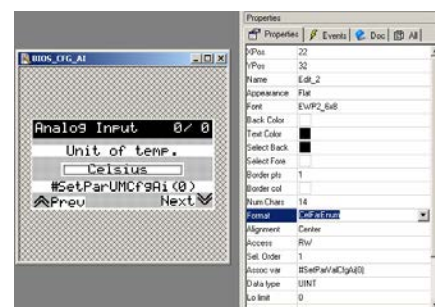 Properties
Properties Events Doc All
XPos 22
YPos 32
Name Edit_2
Appearance Flat
Font EWP2_6x8
Back Color
Text Color
Select Back
Select Fore
Border pts 1
Border col
Num Chars 14
Format CelFarEnum
Alignment Center
Access RW
Sel. Order 1
Assoc var #SetParValCfgAi(0)
Data type UINT
Lo limit 0
BIOS_CFG_AI
Analog Input 0/ 0
Unit of temp.
Celsius
#SetParUMCfgAi(0)
Prev Next